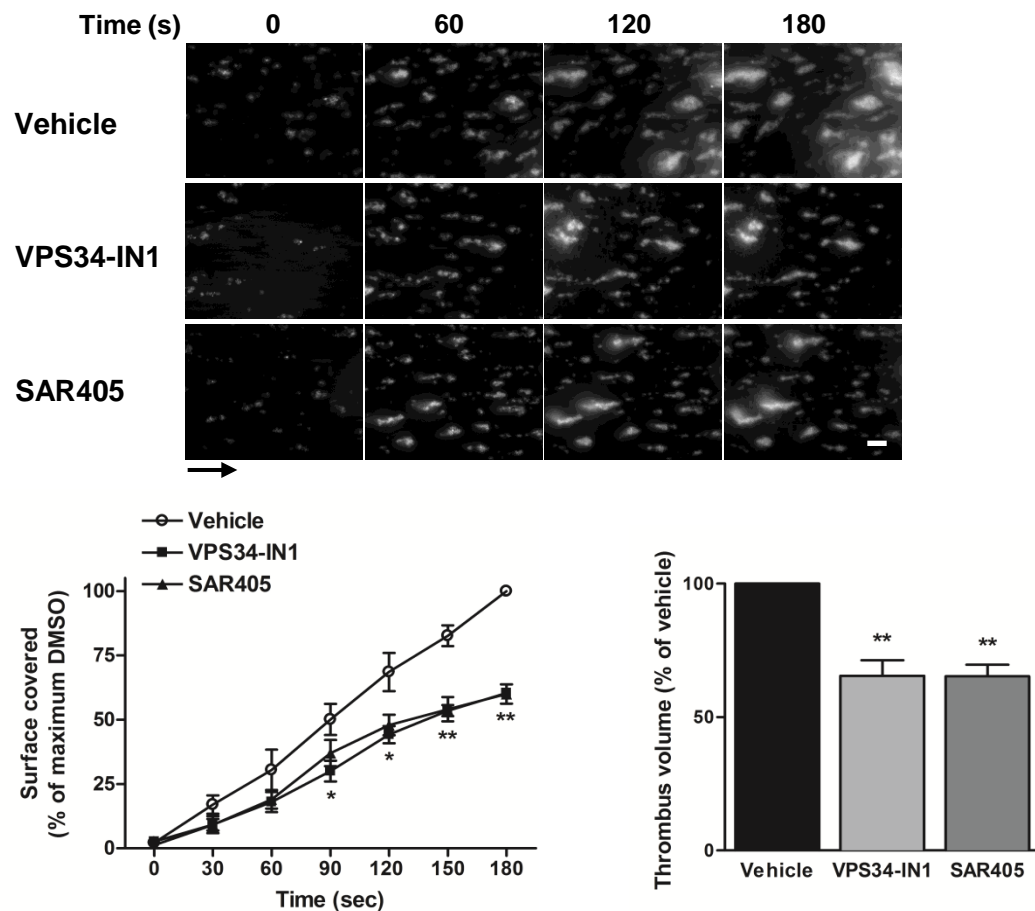 Time (s) 0 60 120 180
Vehicle
VPS34-IN1
SAR405
Vehicle
VPS34-IN1
SAR405
Surface covered
(% of maximum DMSO)
100
75
50
25
0
*
*
**
**
0 30 60 90 120 150 180
Time (sec)
Thrombus volume (% of vehicle)
100
50
0
**
**
Vehicle VPS34-IN1 SAR405